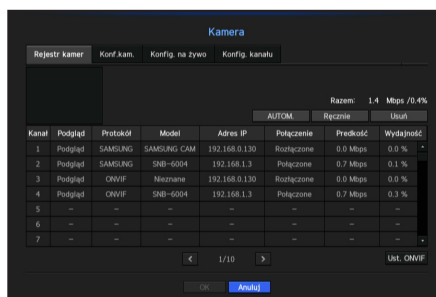 Kamera
Rejestr kamer Konf.kam. Konfig. na żywo Konfig. kanału
Razem: 1.4 Mbps /0.4%
AUTOM. Ręcznie Usuń
Kanał Podgląd Protokół Model Adres IP Połączenie Predkość Wydajność
1 Podgląd SAMSUNG SAMSUNG CAM 192.168.0.130 Rozłączone 0.0 Mbps 0.0 %
2 Podgląd SAMSUNG SNB-6004 192.168.1.3 Połączone 0.7 Mbps 0.1 %
3 Podgląd ONVIF Nieznane 192.168.0.130 Rozłączone 0.0 Mbps 0.0 %
4 Podgląd ONVIF SNB-6004 192.168.1.3 Połączone 0.7 Mbps 0.3 %
5 - - - - - - -
6 - - - - - - -
7 - - - - - - -
< 1/10 > Ust. ONVIF
OK Anuluj